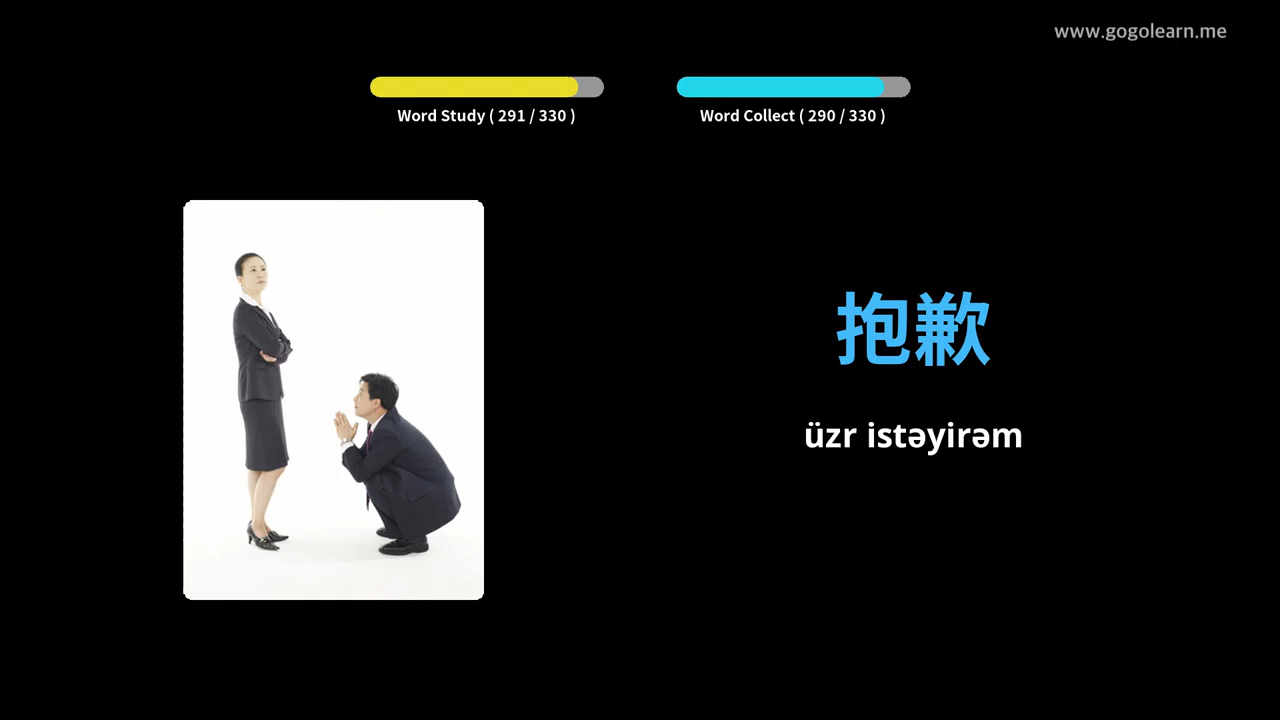 www.gogolearn.me
Word Study ( 291 / 330 )
Word Collect ( 290 / 330 )
抱歉
üzr istəyirəm